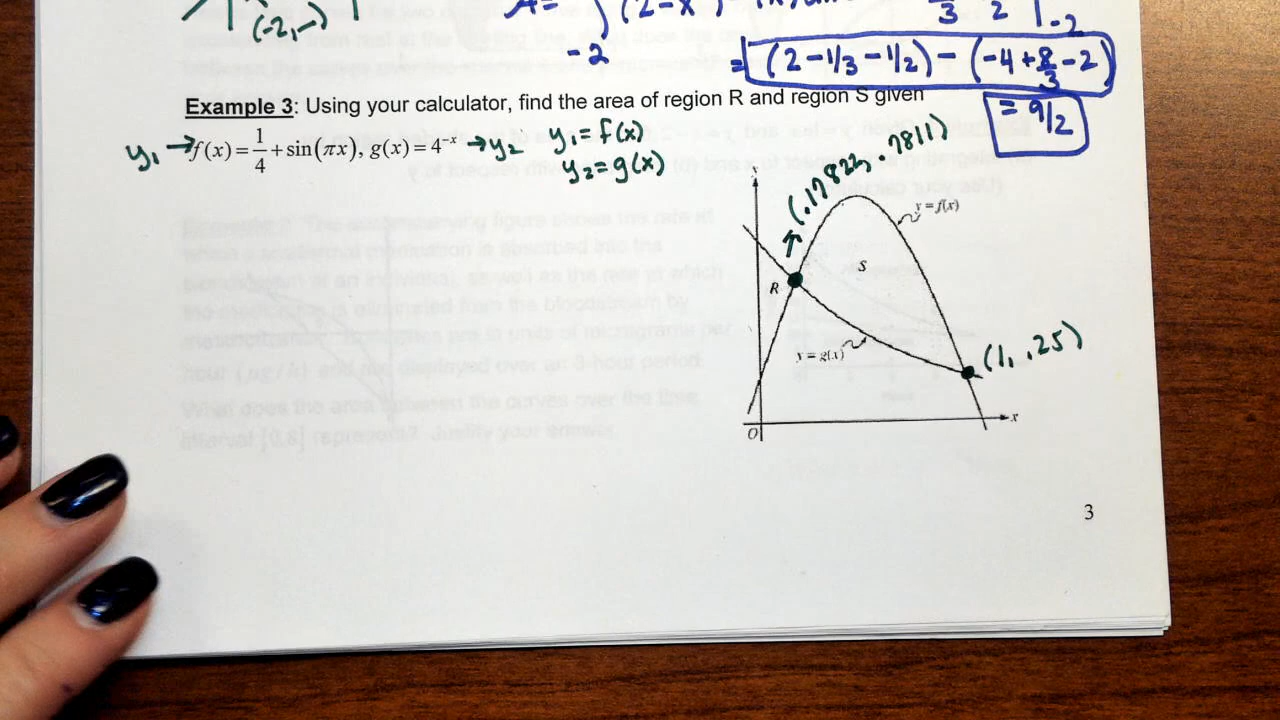 (-2,-)
A = ∫ (2-x
3 2 | -2
-2
= (2-1/3-1/2) - (-4+8/3-2)
= 9/2
Example 3: Using your calculator, find the area of region R and region S given
y₁ → f(x) = 1/4 + sin(πx), g(x) = 4^{-x} → y₂
y₁ = f(x)
y₂ = g(x)
(.17822, .7811)
y
y = f(x)
S
R
y = g(x)
(1, .25)
O
x
3